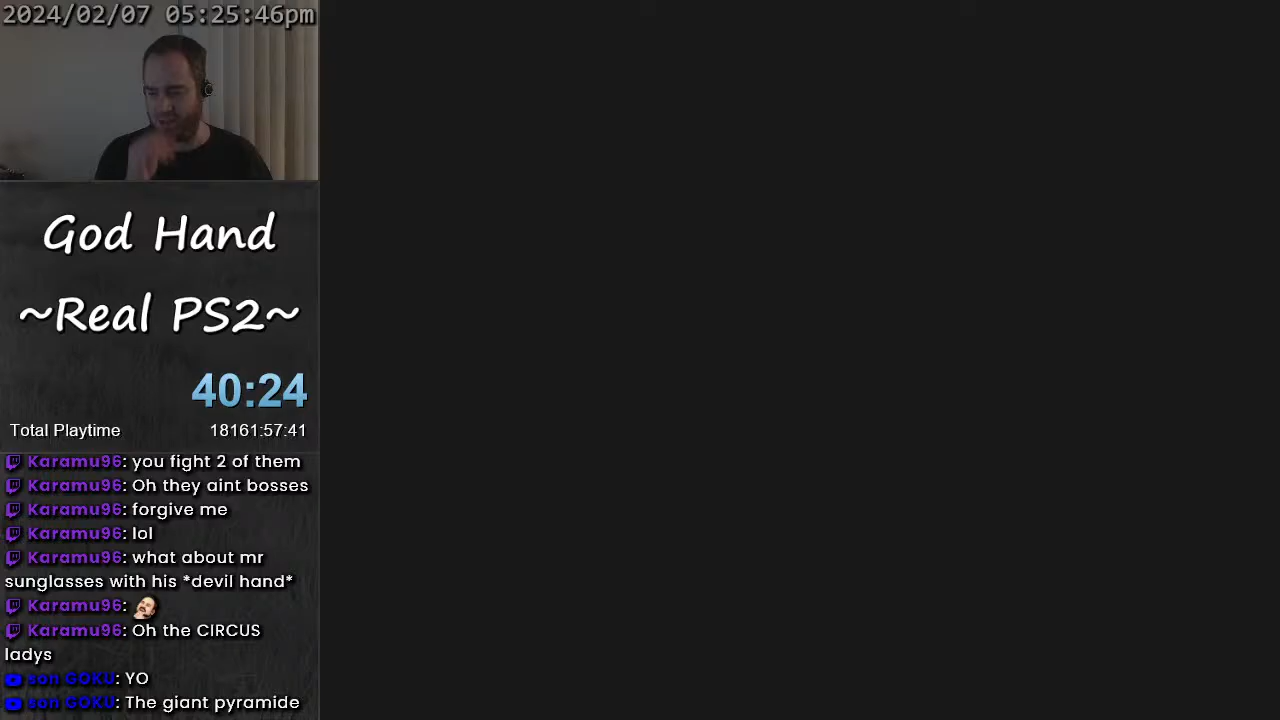 2024/02/07 05:25:46pm
God Hand
~Real PS2~
40:24
Total Playtime 18161:57:41
Karamu96: you fight 2 of them
Karamu96: Oh they aint bosses
Karamu96: forgive me
Karamu96: lol
Karamu96: what about mr
sunglasses with his *devil hand*
Karamu96:
Karamu96: Oh the CIRCUS
ladys
son GOKU: YO
son GOKU: The giant pyramide